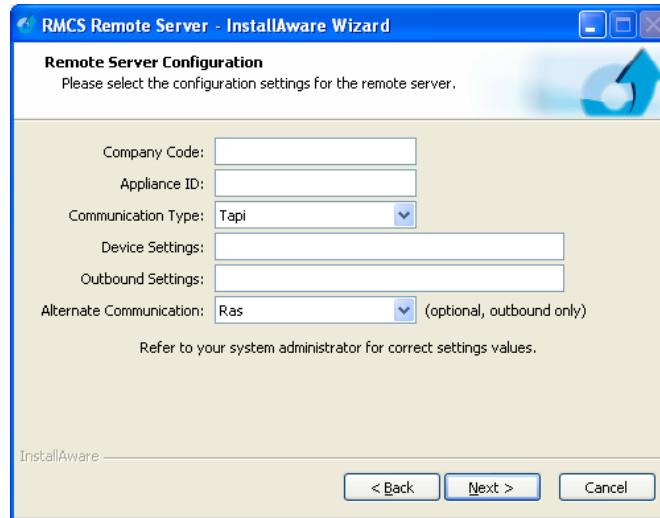 RMCS Remote Server - InstallAware Wizard
Remote Server Configuration
Please select the configuration settings for the remote server.
Company Code:
Appliance ID:
Communication Type: Tapi
Device Settings:
Outbound Settings:
Alternate Communication: Ras (optional, outbound only)
Refer to your system administrator for correct settings values.
InstallAware
< Back Next > Cancel